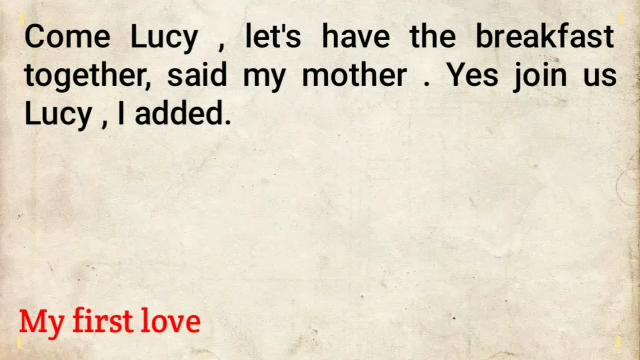 Come Lucy , let's have the breakfast
together, said my mother . Yes join us
Lucy , I added.
My first love